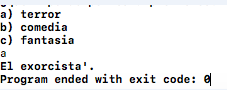 a) terror
b) comedia
c) fantasia
a
El exorcista'.
Program ended with exit code: 0